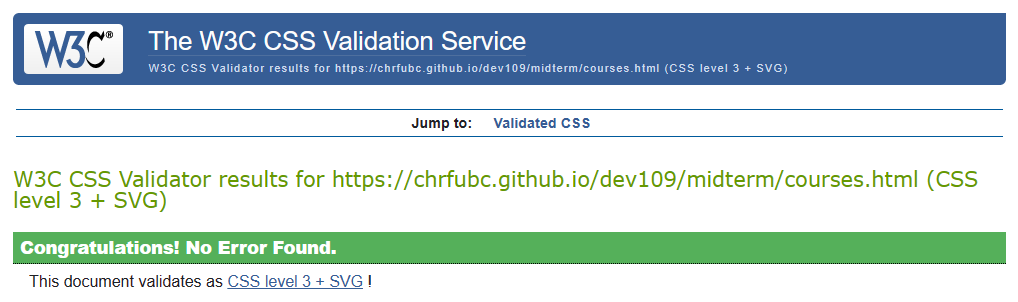 W3C®
The W3C CSS Validation Service
W3C CSS Validator results for https://chrfubc.github.io/dev109/midterm/courses.html (CSS level 3 + SVG)
Jump to: Validated CSS
W3C CSS Validator results for https://chrfubc.github.io/dev109/midterm/courses.html (CSS
level 3 + SVG)
Congratulations! No Error Found.
This document validates as CSS level 3 + SVG !